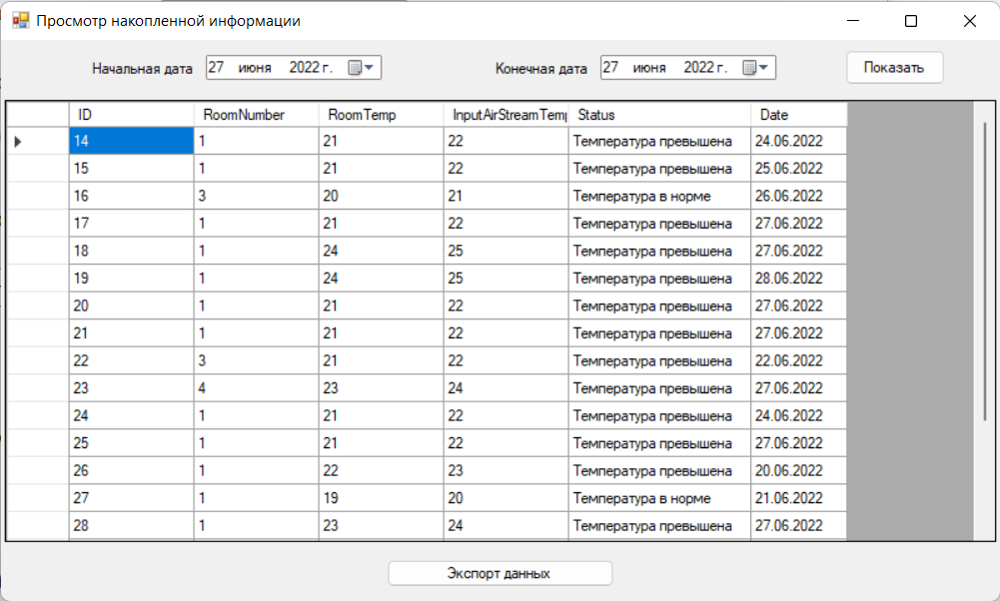 Просмотр накопленной информации
Начальная дата 27 июня 2022 г. Конечная дата 27 июня 2022 г. Показать
ID RoomNumber RoomTemp InputAirStreamTemp Status Date
14 1 21 22 Температура превышена 24.06.2022
15 1 21 22 Температура превышена 25.06.2022
16 3 20 21 Температура в норме 26.06.2022
17 1 21 22 Температура превышена 27.06.2022
18 1 24 25 Температура превышена 27.06.2022
19 1 24 25 Температура превышена 28.06.2022
20 1 21 22 Температура превышена 27.06.2022
21 1 21 22 Температура превышена 27.06.2022
22 3 21 22 Температура превышена 22.06.2022
23 4 23 24 Температура превышена 27.06.2022
24 1 21 22 Температура превышена 24.06.2022
25 1 21 22 Температура превышена 27.06.2022
26 1 22 23 Температура превышена 20.06.2022
27 1 19 20 Температура в норме 21.06.2022
28 1 23 24 Температура превышена 27.06.2022
Экспорт данных